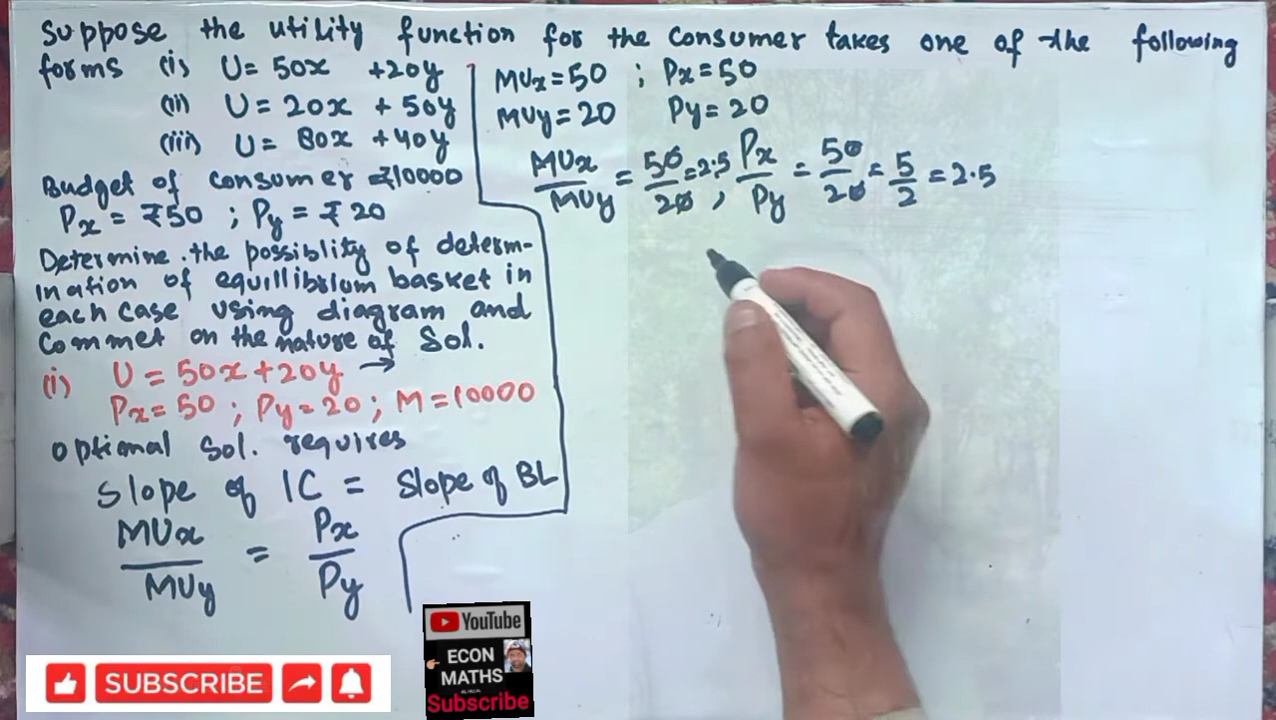 Suppose the utility function for the consumer takes one of the following
forms (i) U = 50x + 20y
(ii) U = 20x + 50y
(iii) U = 80x + 40y
Budget of consumer = ₹10000
Px = ₹50 ; Py = ₹20
Determine the possiblity of determ-
ination of equillibrium basket in
each case using diagram and
Commet on the nature of Sol.
(i) U = 50x + 20y →
Px = 50 ; Py = 20 ; M = 10000
optimal Sol. requires
Slope of IC = Slope of BL
MUx/MUy = Px/Py
MUx = 50 ; Px = 50
MUy = 20 Py = 20
MUx/MUy = 50/20 = 2.5 , Px/Py = 50/20 = 5/2 = 2.5
YouTube
ECON
MATHS
Subscribe
SUBSCRIBE